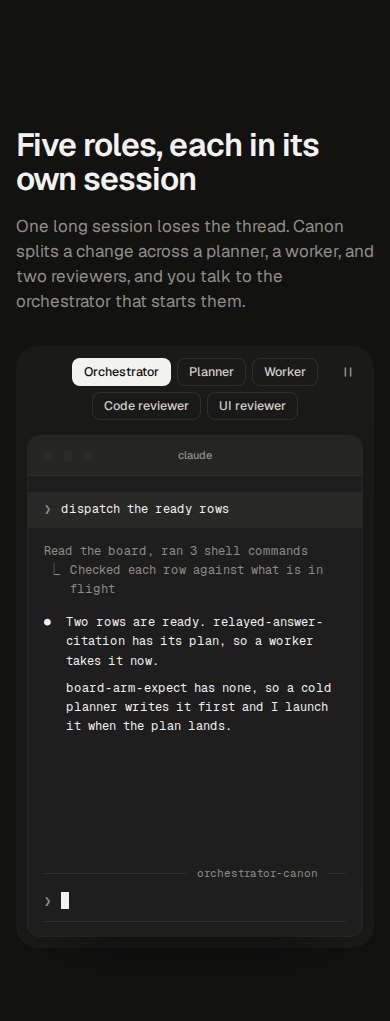 Five roles, each in its
own session
One long session loses the thread. Canon
splits a change across a planner, a worker, and
two reviewers, and you talk to the
orchestrator that starts them.
Orchestrator
Planner
Worker
Code reviewer
UI reviewer
claude
❯ dispatch the ready rows
Read the board, ran 3 shell commands
⎿ Checked each row against what is in
flight
● Two rows are ready. relayed-answer-
citation has its plan, so a worker
takes it now.
board-arm-expect has none, so a cold
planner writes it first and I launch
it when the plan lands.
orchestrator-canon
❯